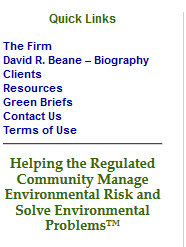 Quick Links
The Firm
David R. Beane – Biography
Clients
Resources
Green Briefs
Contact Us
Terms of Use
Helping the Regulated
Community Manage
Environmental Risk and
Solve Environmental
Problems™